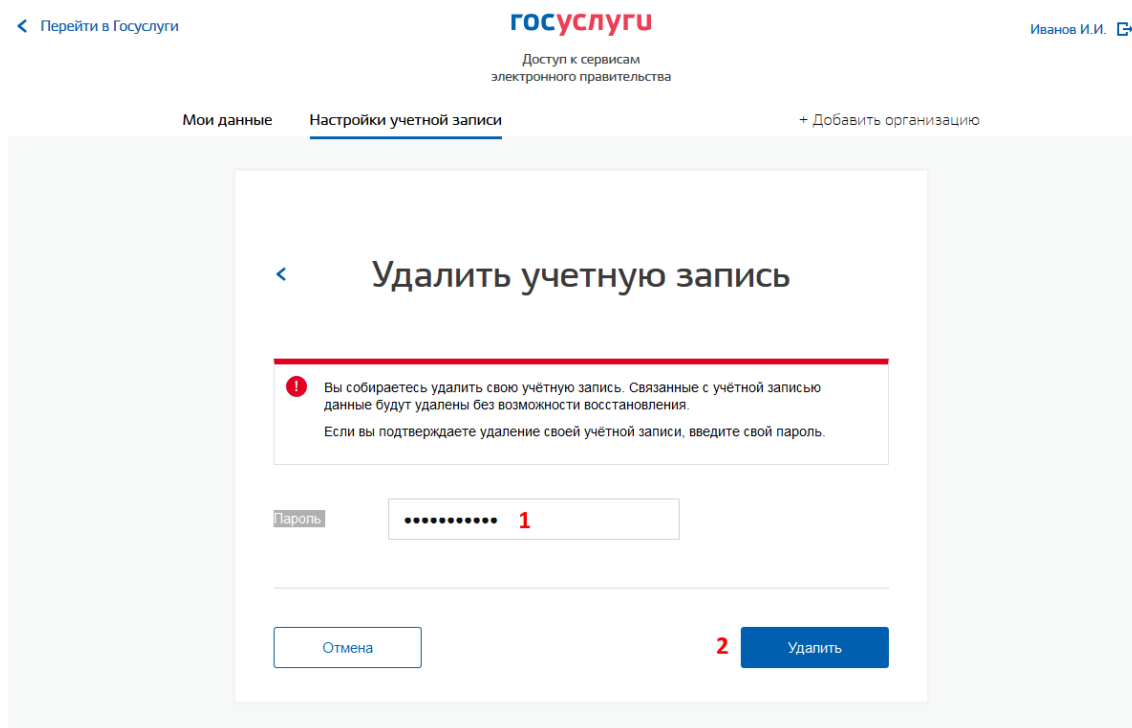 Перейти в Госуслуги
госуслуги
Иванов И.И.
Доступ к сервисам
электронного правительства
Мои данные
Настройки учетной записи
+ Добавить организацию
Удалить учетную запись
Вы собираетесь удалить свою учётную запись. Связанные с учётной записью
данные будут удалены без возможности восстановления.
Если вы подтверждаете удаление своей учётной записи, введите свой пароль.
Пароль
1
Отмена
2
Удалить